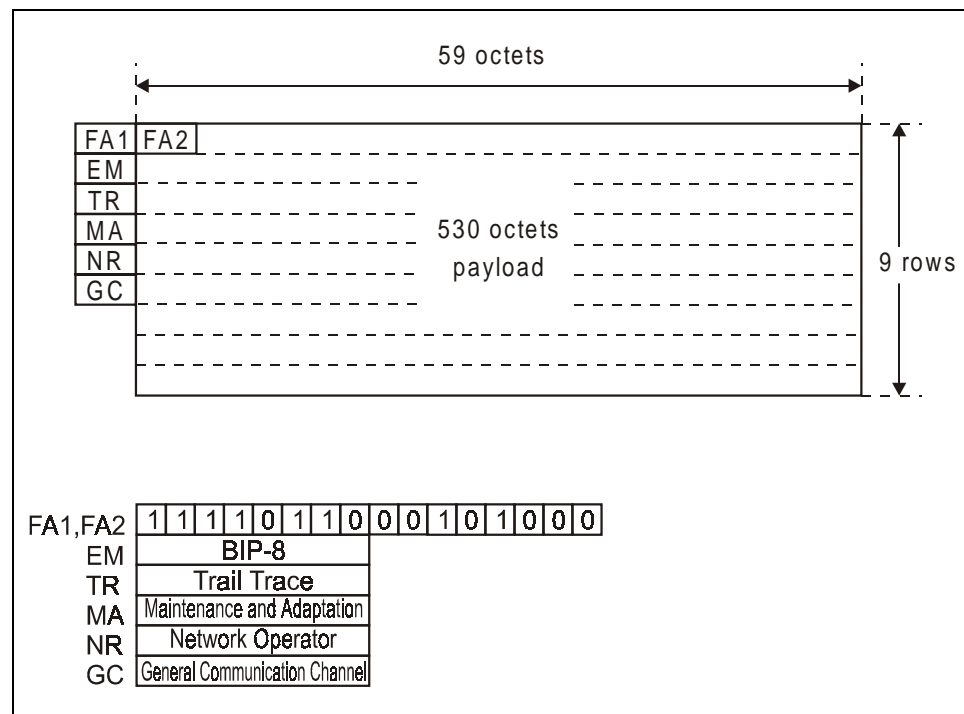 59 octets
FA1 FA2
EM
TR
MA
NR
GC
530 octets
payload
9 rows
FA1,FA2 1 1 1 1 0 1 1 0 0 0 1 0 1 0 0 0
EM BIP-8
TR Trail Trace
MA Maintenance and Adaptation
NR Network Operator
GC General Communication Channel